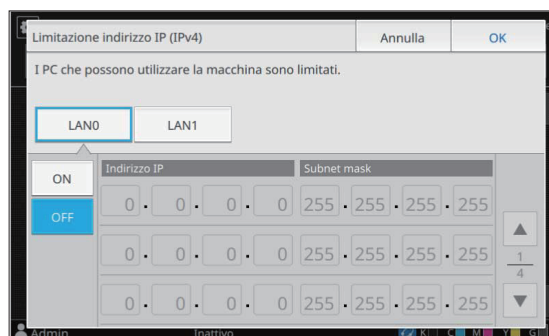 Limitazione indirizzo IP (IPv4) Annulla OK
I PC che possono utilizzare la macchina sono limitati.
LAN0 LAN1
ON Indirizzo IP Subnet mask
OFF 0. 0. 0. 0 255. 255. 255. 255
0. 0. 0. 0 255. 255. 255. 255
1
4
0. 0. 0. 0 255. 255. 255. 255
Admin Inattivo K C M Y G